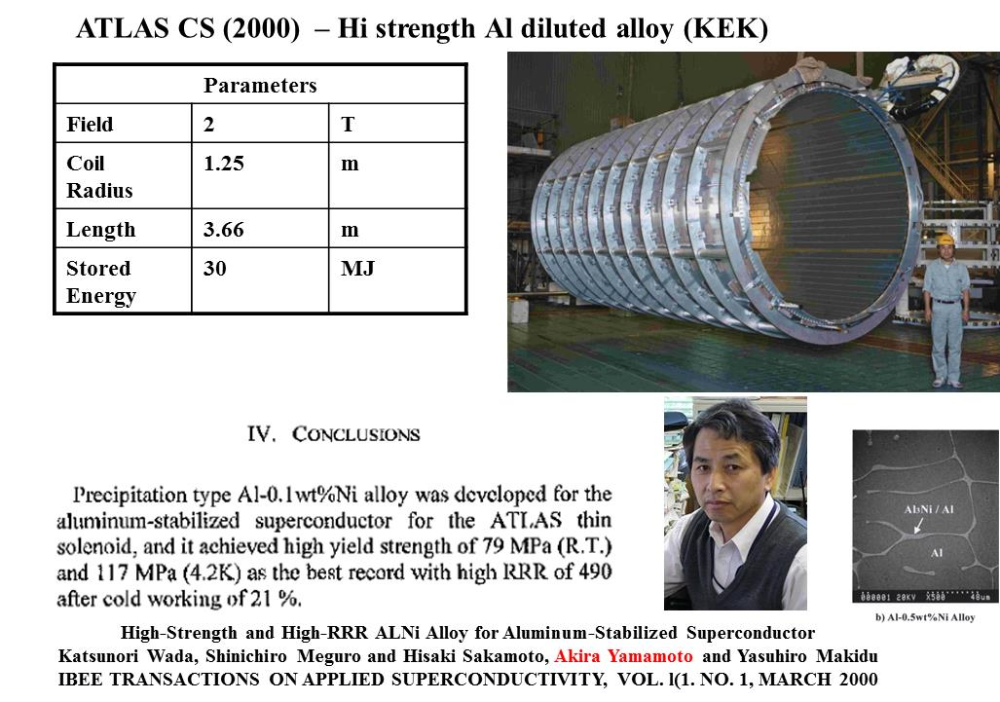 ATLAS CS (2000) – Hi strength Al diluted alloy (KEK)
Parameters
Field 2 T
Coil Radius 1.25 m
Length 3.66 m
Stored Energy 30 MJ
IV. CONCLUSIONS
Precipitation type Al-0.1wt%Ni alloy was developed for the
aluminum-stabilized superconductor for the ATLAS thin
solenoid, and it achieved high yield strength of 79 MPa (R.T.)
and 117 MPa (4.2K) as the best record with high RRR of 490
after cold working of 21 %.
Al3Ni / Al
Al
000001 20KV X500 48um
b) Al-0.5wt%Ni Alloy
High-Strength and High-RRR ALNi Alloy for Aluminum-Stabilized Superconductor
Katsunori Wada, Shinichiro Meguro and Hisaki Sakamoto, Akira Yamamoto and Yasuhiro Makidu
IBEE TRANSACTIONS ON APPLIED SUPERCONDUCTIVITY, VOL. l(1. NO. 1, MARCH 2000